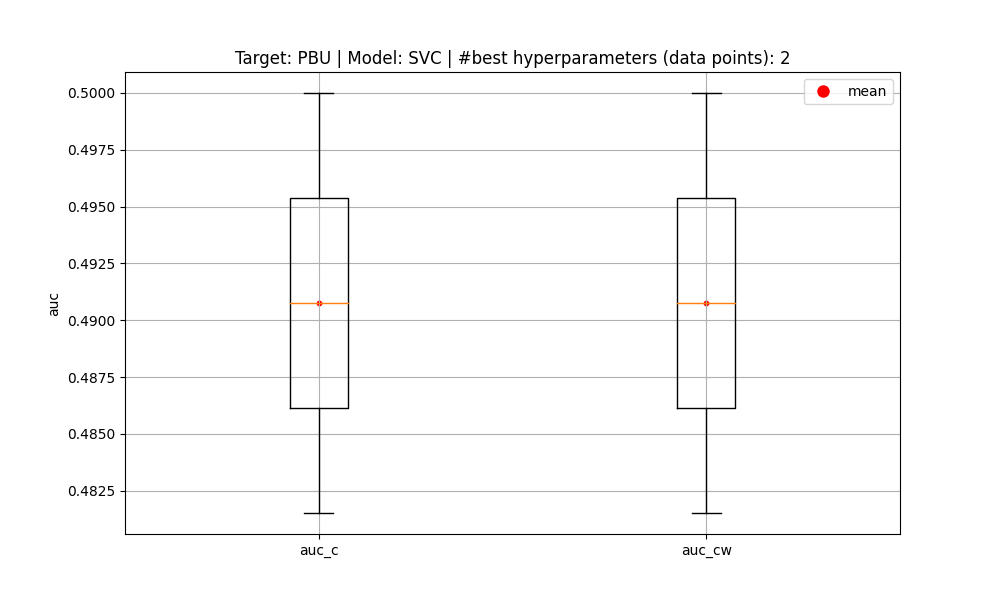 Target: PBU | Model: SVC | #best hyperparameters (data points): 2
mean
0.5000
0.4975
0.4950
0.4925
0.4900
0.4875
0.4850
0.4825
auc
auc_c
auc_cw